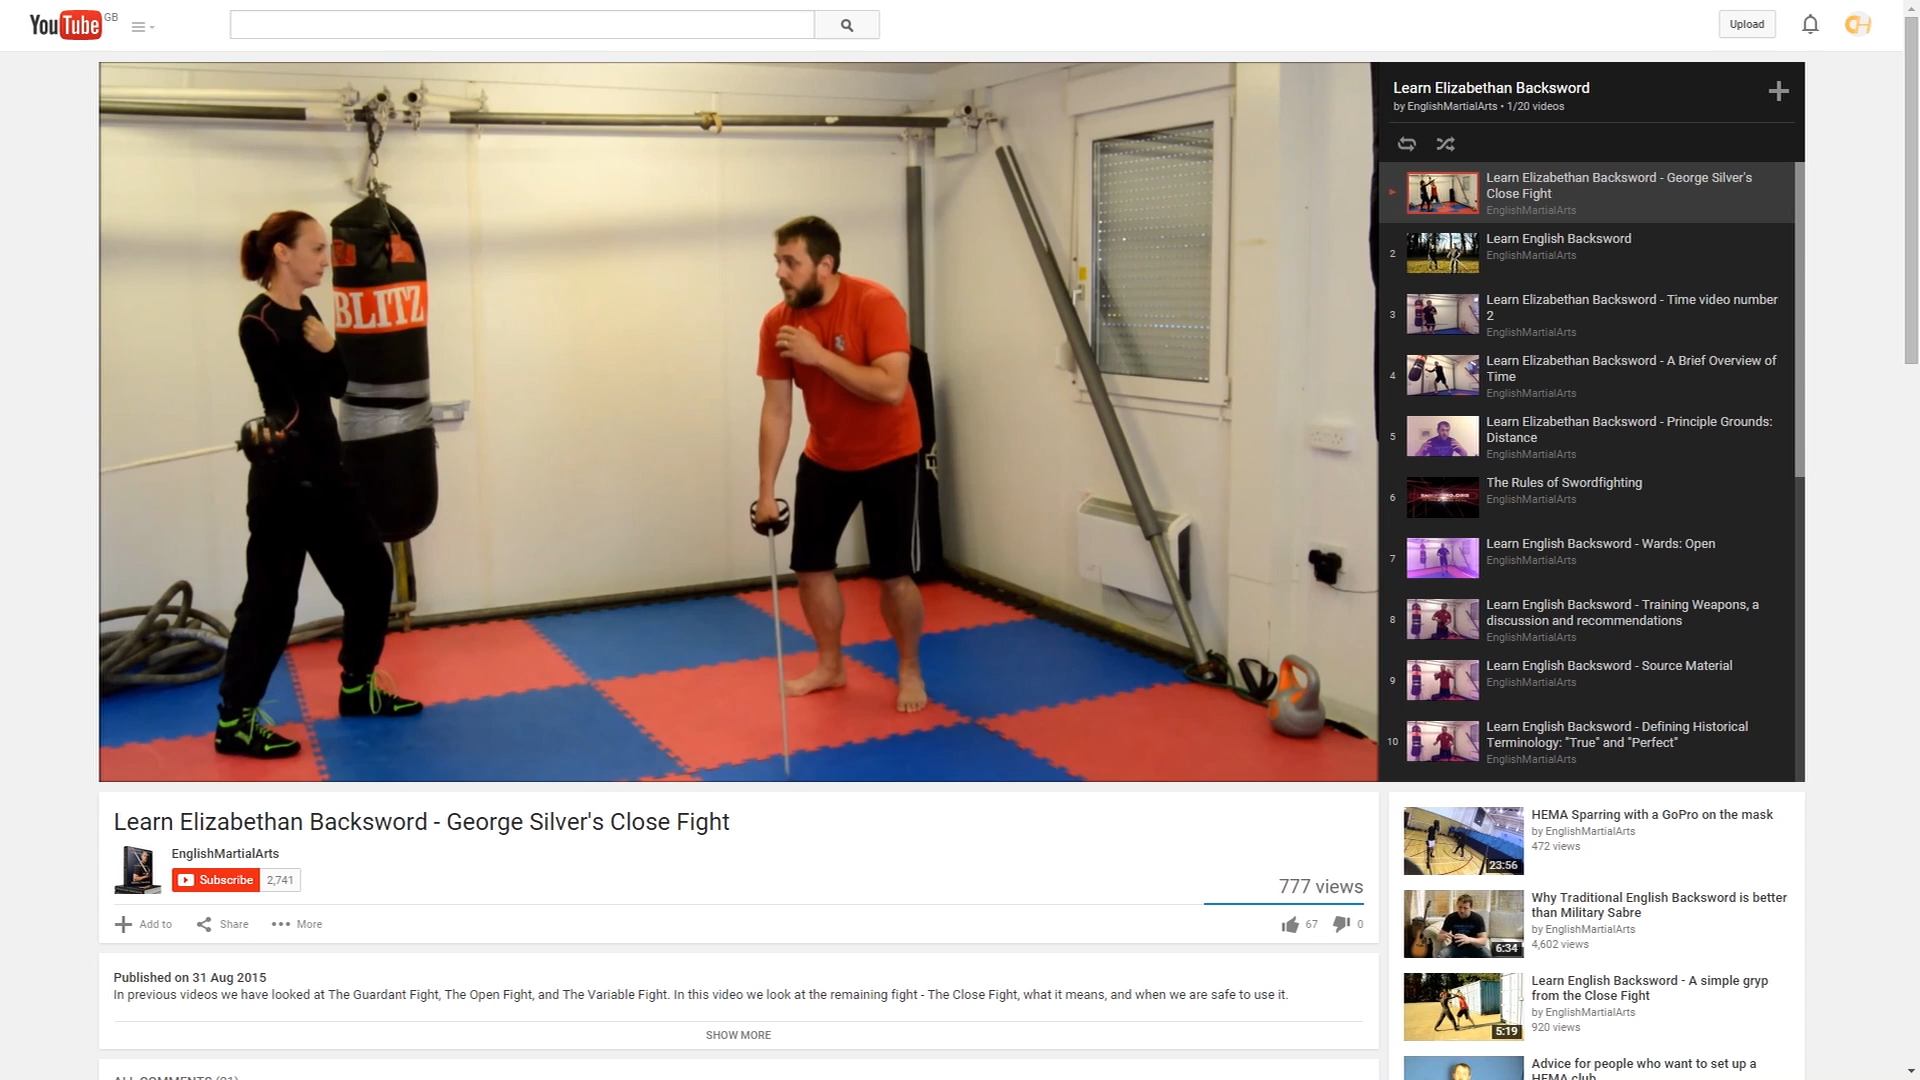 YouTube GB
Upload
BLITZ
Learn Elizabethan Backsword
by EnglishMartialArts • 1/20 videos
Learn Elizabethan Backsword - George Silver's
Close Fight
EnglishMartialArts
2
Learn English Backsword
EnglishMartialArts
3
Learn Elizabethan Backsword - Time video number
2
EnglishMartialArts
4
Learn Elizabethan Backsword - A Brief Overview of
Time
EnglishMartialArts
5
Learn Elizabethan Backsword - Principle Grounds:
Distance
EnglishMartialArts
6
The Rules of Swordfighting
EnglishMartialArts
7
Learn English Backsword - Wards: Open
EnglishMartialArts
8
Learn English Backsword - Training Weapons, a
discussion and recommendations
EnglishMartialArts
9
Learn English Backsword - Source Material
EnglishMartialArts
10
Learn English Backsword - Defining Historical
Terminology: "True" and "Perfect"
EnglishMartialArts
Learn Elizabethan Backsword - George Silver's Close Fight
EnglishMartialArts
Subscribe 2,741
777 views
Add to Share More
67 0
Published on 31 Aug 2015
In previous videos we have looked at The Guardant Fight, The Open Fight, and The Variable Fight. In this video we look at the remaining fight - The Close Fight, what it means, and when we are safe to use it.
SHOW MORE
ALL COMMENTS
HEMA Sparring with a GoPro on the mask
by EnglishMartialArts
472 views
23:56
Why Traditional English Backsword is better
than Military Sabre
by EnglishMartialArts
4,602 views
6:34
Learn English Backsword - A simple gryp
from the Close Fight
by EnglishMartialArts
920 views
5:19
Advice for people who want to set up a
HEMA club